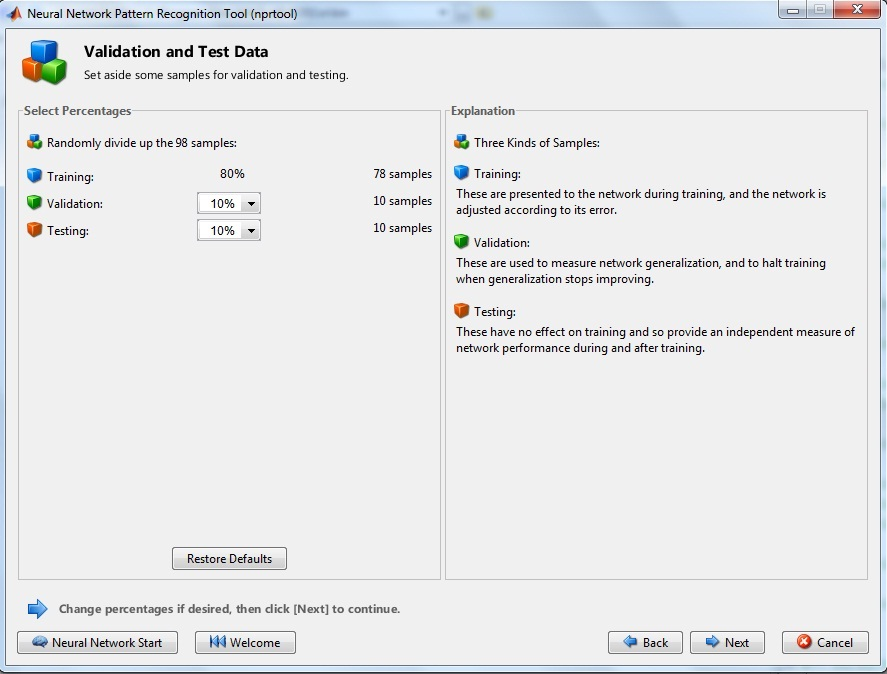 Neural Network Pattern Recognition Tool (nprtool)
Validation and Test Data
Set aside some samples for validation and testing.
Select Percentages
Randomly divide up the 98 samples:
Training: 80% 78 samples
Validation: 10% 10 samples
Testing: 10% 10 samples
Restore Defaults
Explanation
Three Kinds of Samples:
Training:
These are presented to the network during training, and the network is
adjusted according to its error.
Validation:
These are used to measure network generalization, and to halt training
when generalization stops improving.
Testing:
These have no effect on training and so provide an independent measure of
network performance during and after training.
Change percentages if desired, then click [Next] to continue.
Neural Network Start Welcome Back Next Cancel